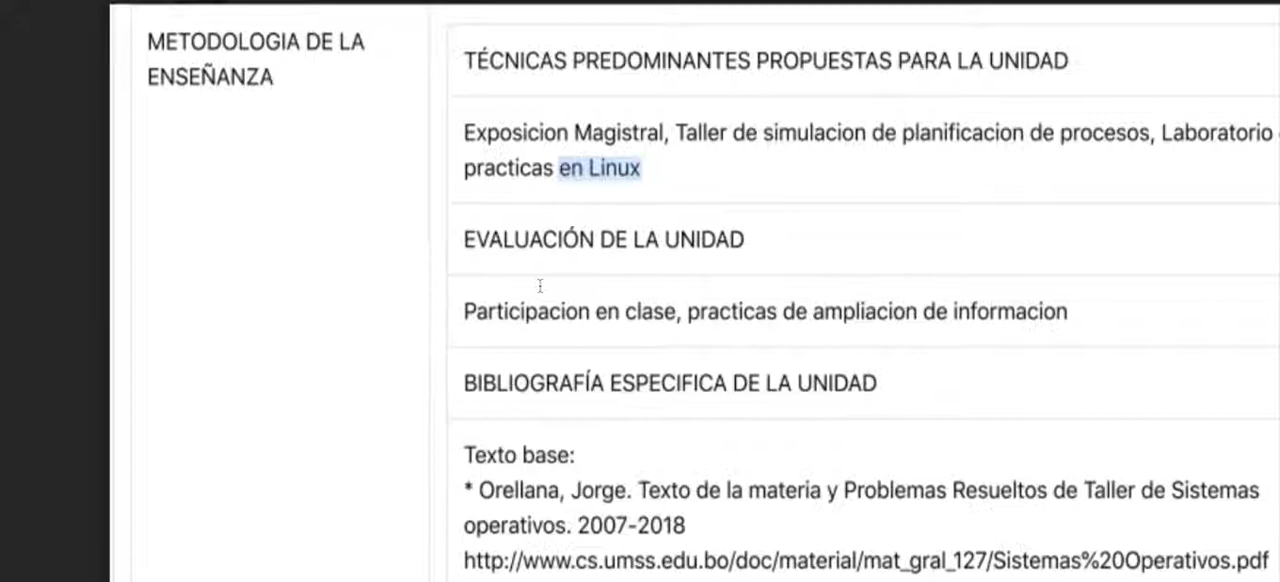 METODOLOGIA DE LA
ENSEÑANZA
TÉCNICAS PREDOMINANTES PROPUESTAS PARA LA UNIDAD
Exposicion Magistral, Taller de simulacion de planificacion de procesos, Laboratorio
practicas en Linux
EVALUACIÓN DE LA UNIDAD
Participacion en clase, practicas de ampliacion de informacion
BIBLIOGRAFÍA ESPECIFICA DE LA UNIDAD
Texto base:
* Orellana, Jorge. Texto de la materia y Problemas Resueltos de Taller de Sistemas
operativos. 2007-2018
http://www.cs.umss.edu.bo/doc/material/mat_gral_127/Sistemas%20Operativos.pdf